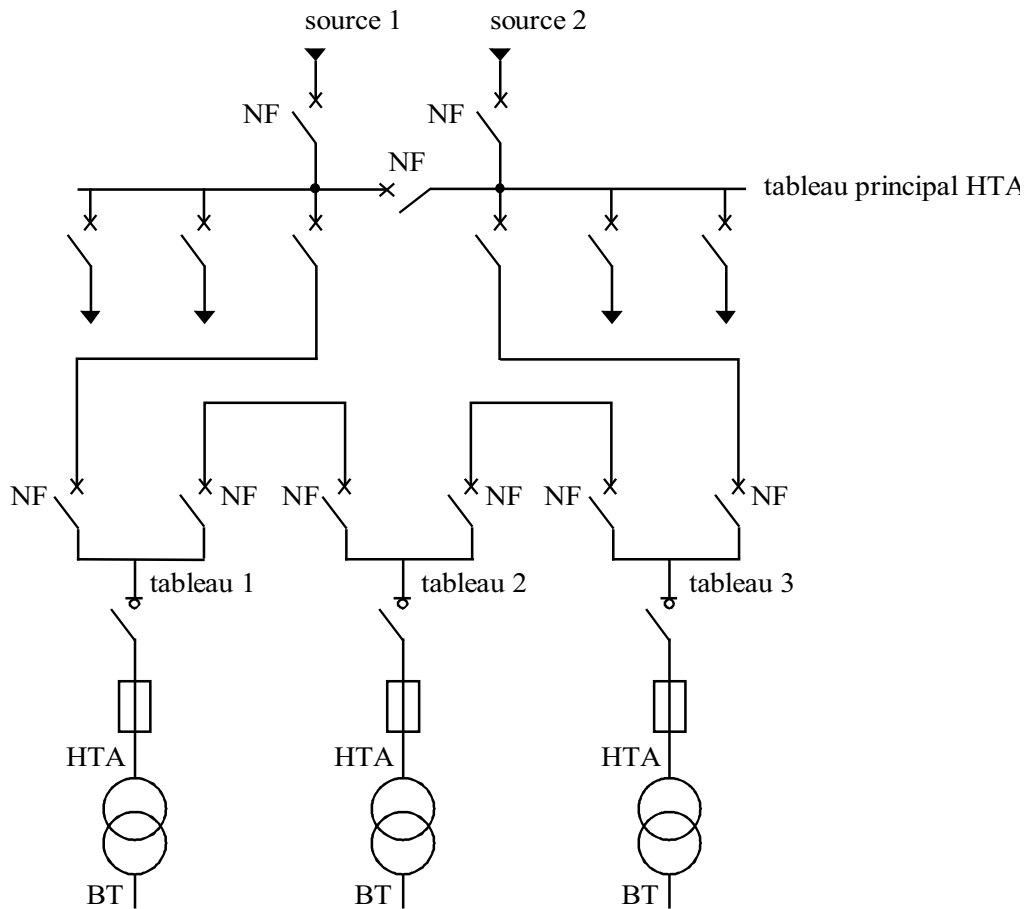 source 1
source 2
NF
NF
NF
tableau principal HTA
NF
NF
NF
NF
NF
NF
tableau 1
tableau 2
tableau 3
HTA
HTA
HTA
BT
BT
BT